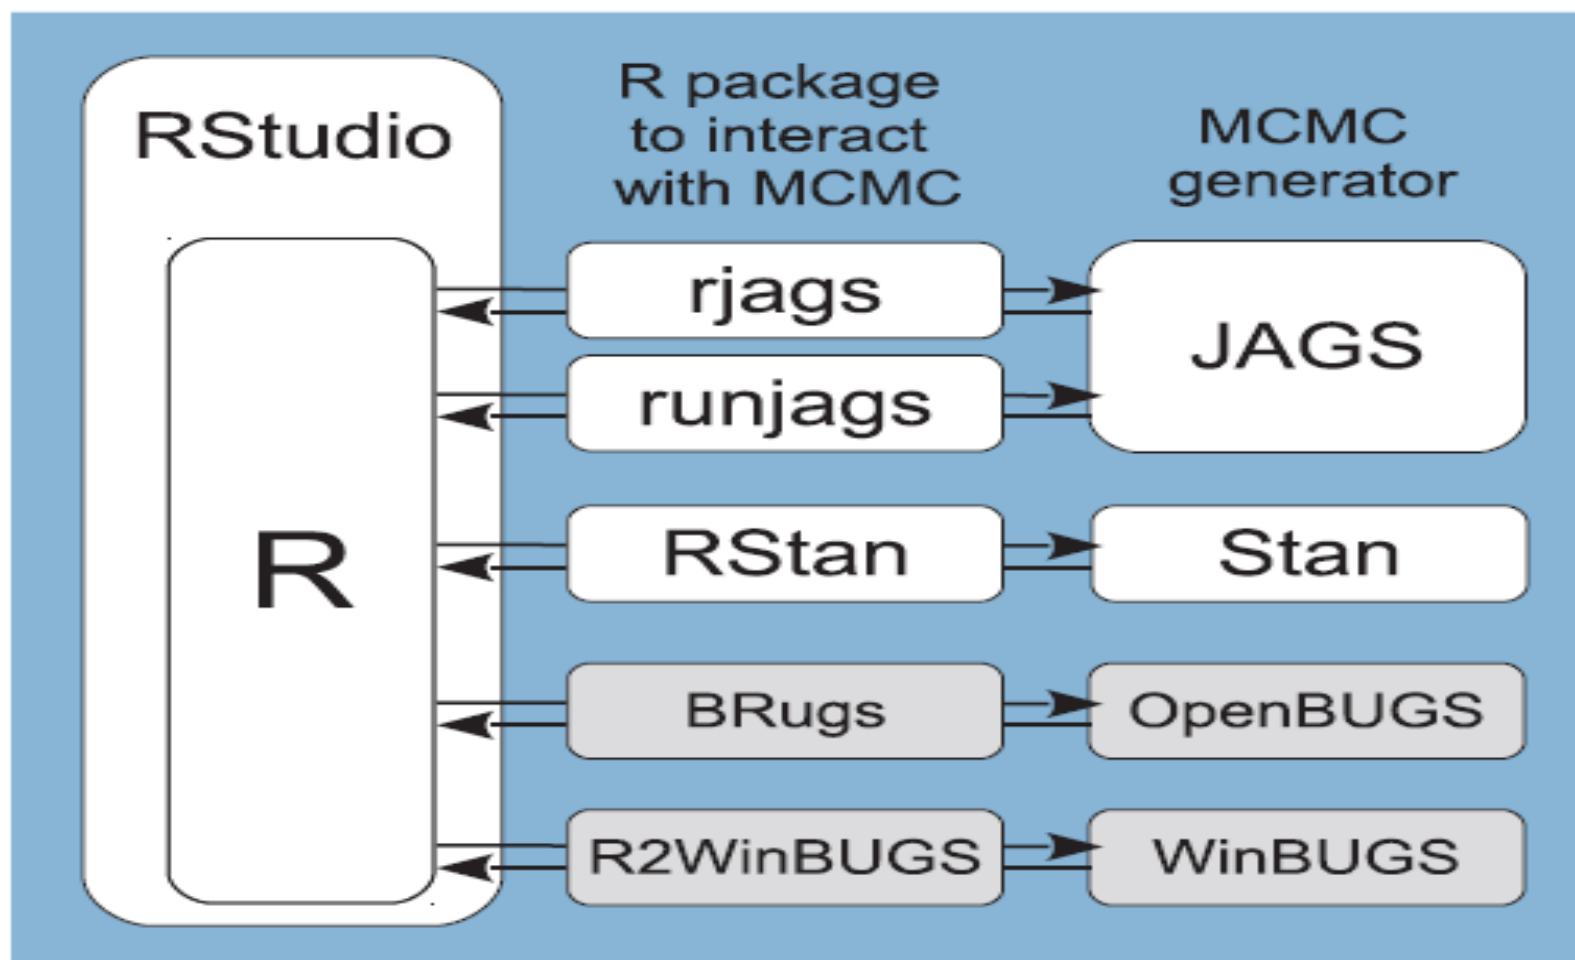 RStudio
R package
to interact
with MCMC
MCMC
generator
rjags
JAGS
runjags
R
RStan
Stan
BRugs
OpenBUGS
R2WinBUGS
WinBUGS